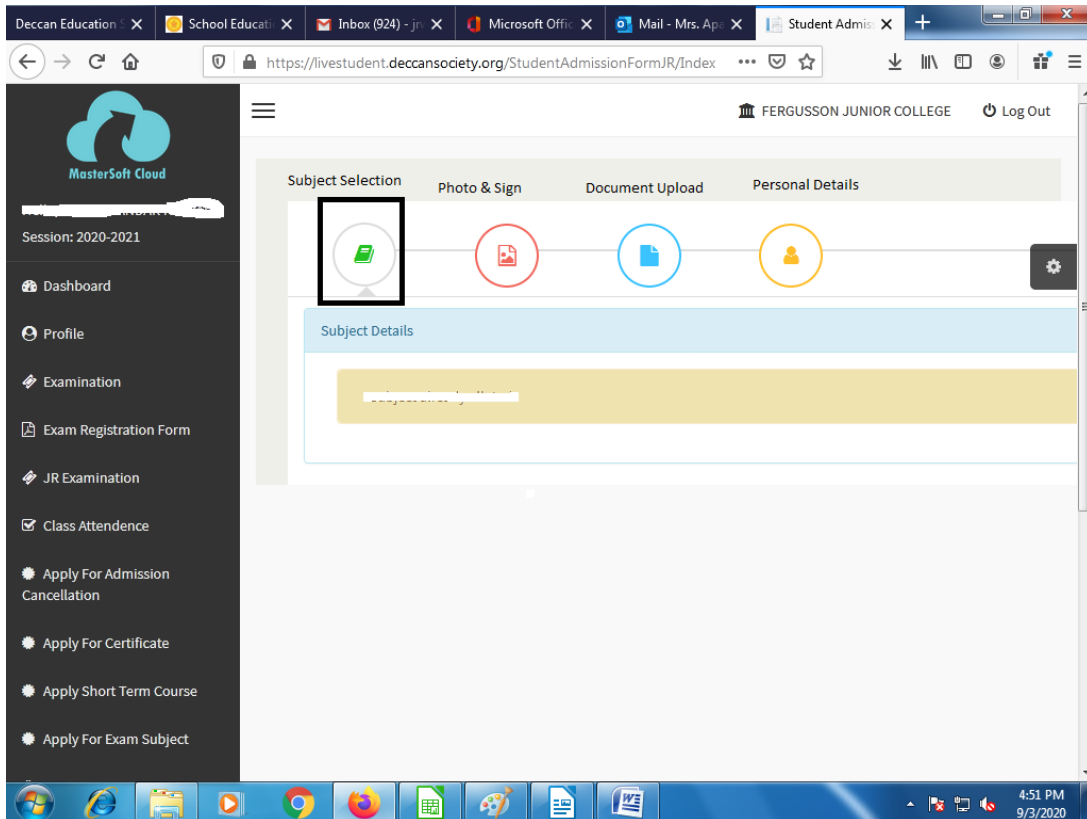 Deccan Education S
School Educati
Inbox (924) - jr
Microsoft Offic
Mail - Mrs. Apa
Student Admis
https://livestudent.deccansociety.org/StudentAdmissionFormJR/Index
MasterSoft Cloud
FERGUSSON JUNIOR COLLEGE
Log Out
Session: 2020-2021
Dashboard
Profile
Examination
Exam Registration Form
JR Examination
Class Attendence
Apply For Admission
Cancellation
Apply For Certificate
Apply Short Term Course
Apply For Exam Subject
Subject Selection
Photo & Sign
Document Upload
Personal Details
Subject Details
4:51 PM
9/3/2020